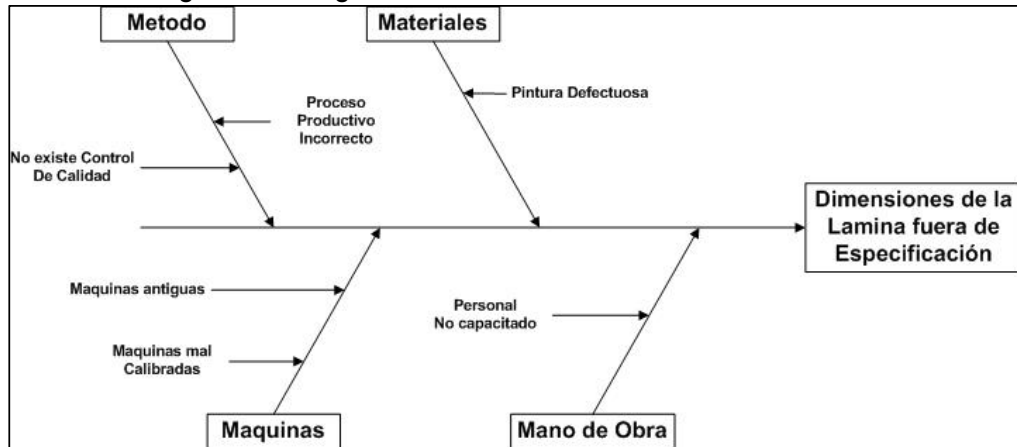 Metodo
Materiales
Proceso
Productivo
Incorrecto
Pintura Defectuosa
No existe Control
De Calidad
Dimensiones de la
Lamina fuera de
Especificación
Maquinas antiguas
Personal
No capacitado
Maquinas mal
Calibradas
Maquinas
Mano de Obra